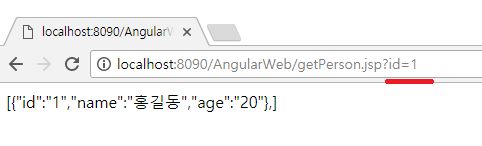 localhost:8090/AngularW
localhost:8090/AngularWeb/getPerson.jsp?id=1
[{"id":"1","name":"홍길동","age":"20"},]